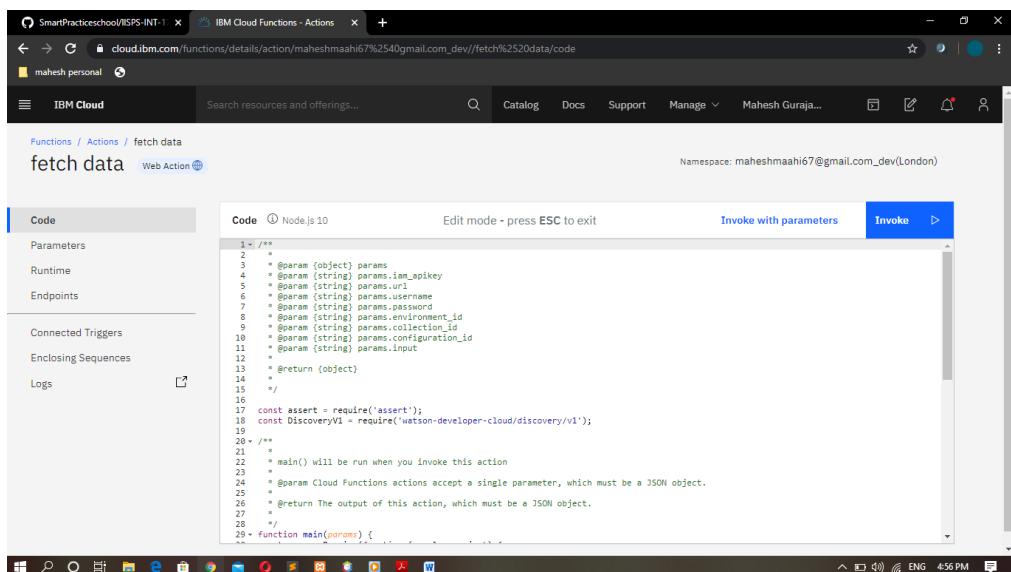 SmartPracticeschool/IISPS-INT-1
IBM Cloud Functions - Actions
cloud.ibm.com/functions/details/action/maheshmaahi67%2540gmail.com_dev//fetch%2520data/code
mahesh personal
IBM Cloud
Search resources and offerings...
Catalog
Docs
Support
Manage
Mahesh Guraja...
Functions / Actions / fetch data
fetch data
Web Action
Namespace: maheshmaahi67@gmail.com_dev(London)
Code
Parameters
Runtime
Endpoints
Connected Triggers
Enclosing Sequences
Logs
Code Node.js 10
Edit mode - press ESC to exit
Invoke with parameters
Invoke
1 /**
2 *
3 * @param {object} params
4 * @param {string} params.iam_apikey
5 * @param {string} params.url
6 * @param {string} params.username
7 * @param {string} params.password
8 * @param {string} params.environment_id
9 * @param {string} params.collection_id
10 * @param {string} params.configuration_id
11 * @param {string} params.input
12 *
13 * @return {object}
14 *
15 */
16
17 const assert = require('assert');
18 const DiscoveryV1 = require('watson-developer-cloud/discovery/v1');
19
20 /**
21 *
22 * main() will be run when you invoke this action
23 *
24 * @param Cloud Functions actions accept a single parameter, which must be a JSON object.
25 *
26 * @return The output of this action, which must be a JSON object.
27 *
28 */
29 function main(params) {
ENG
4:56 PM